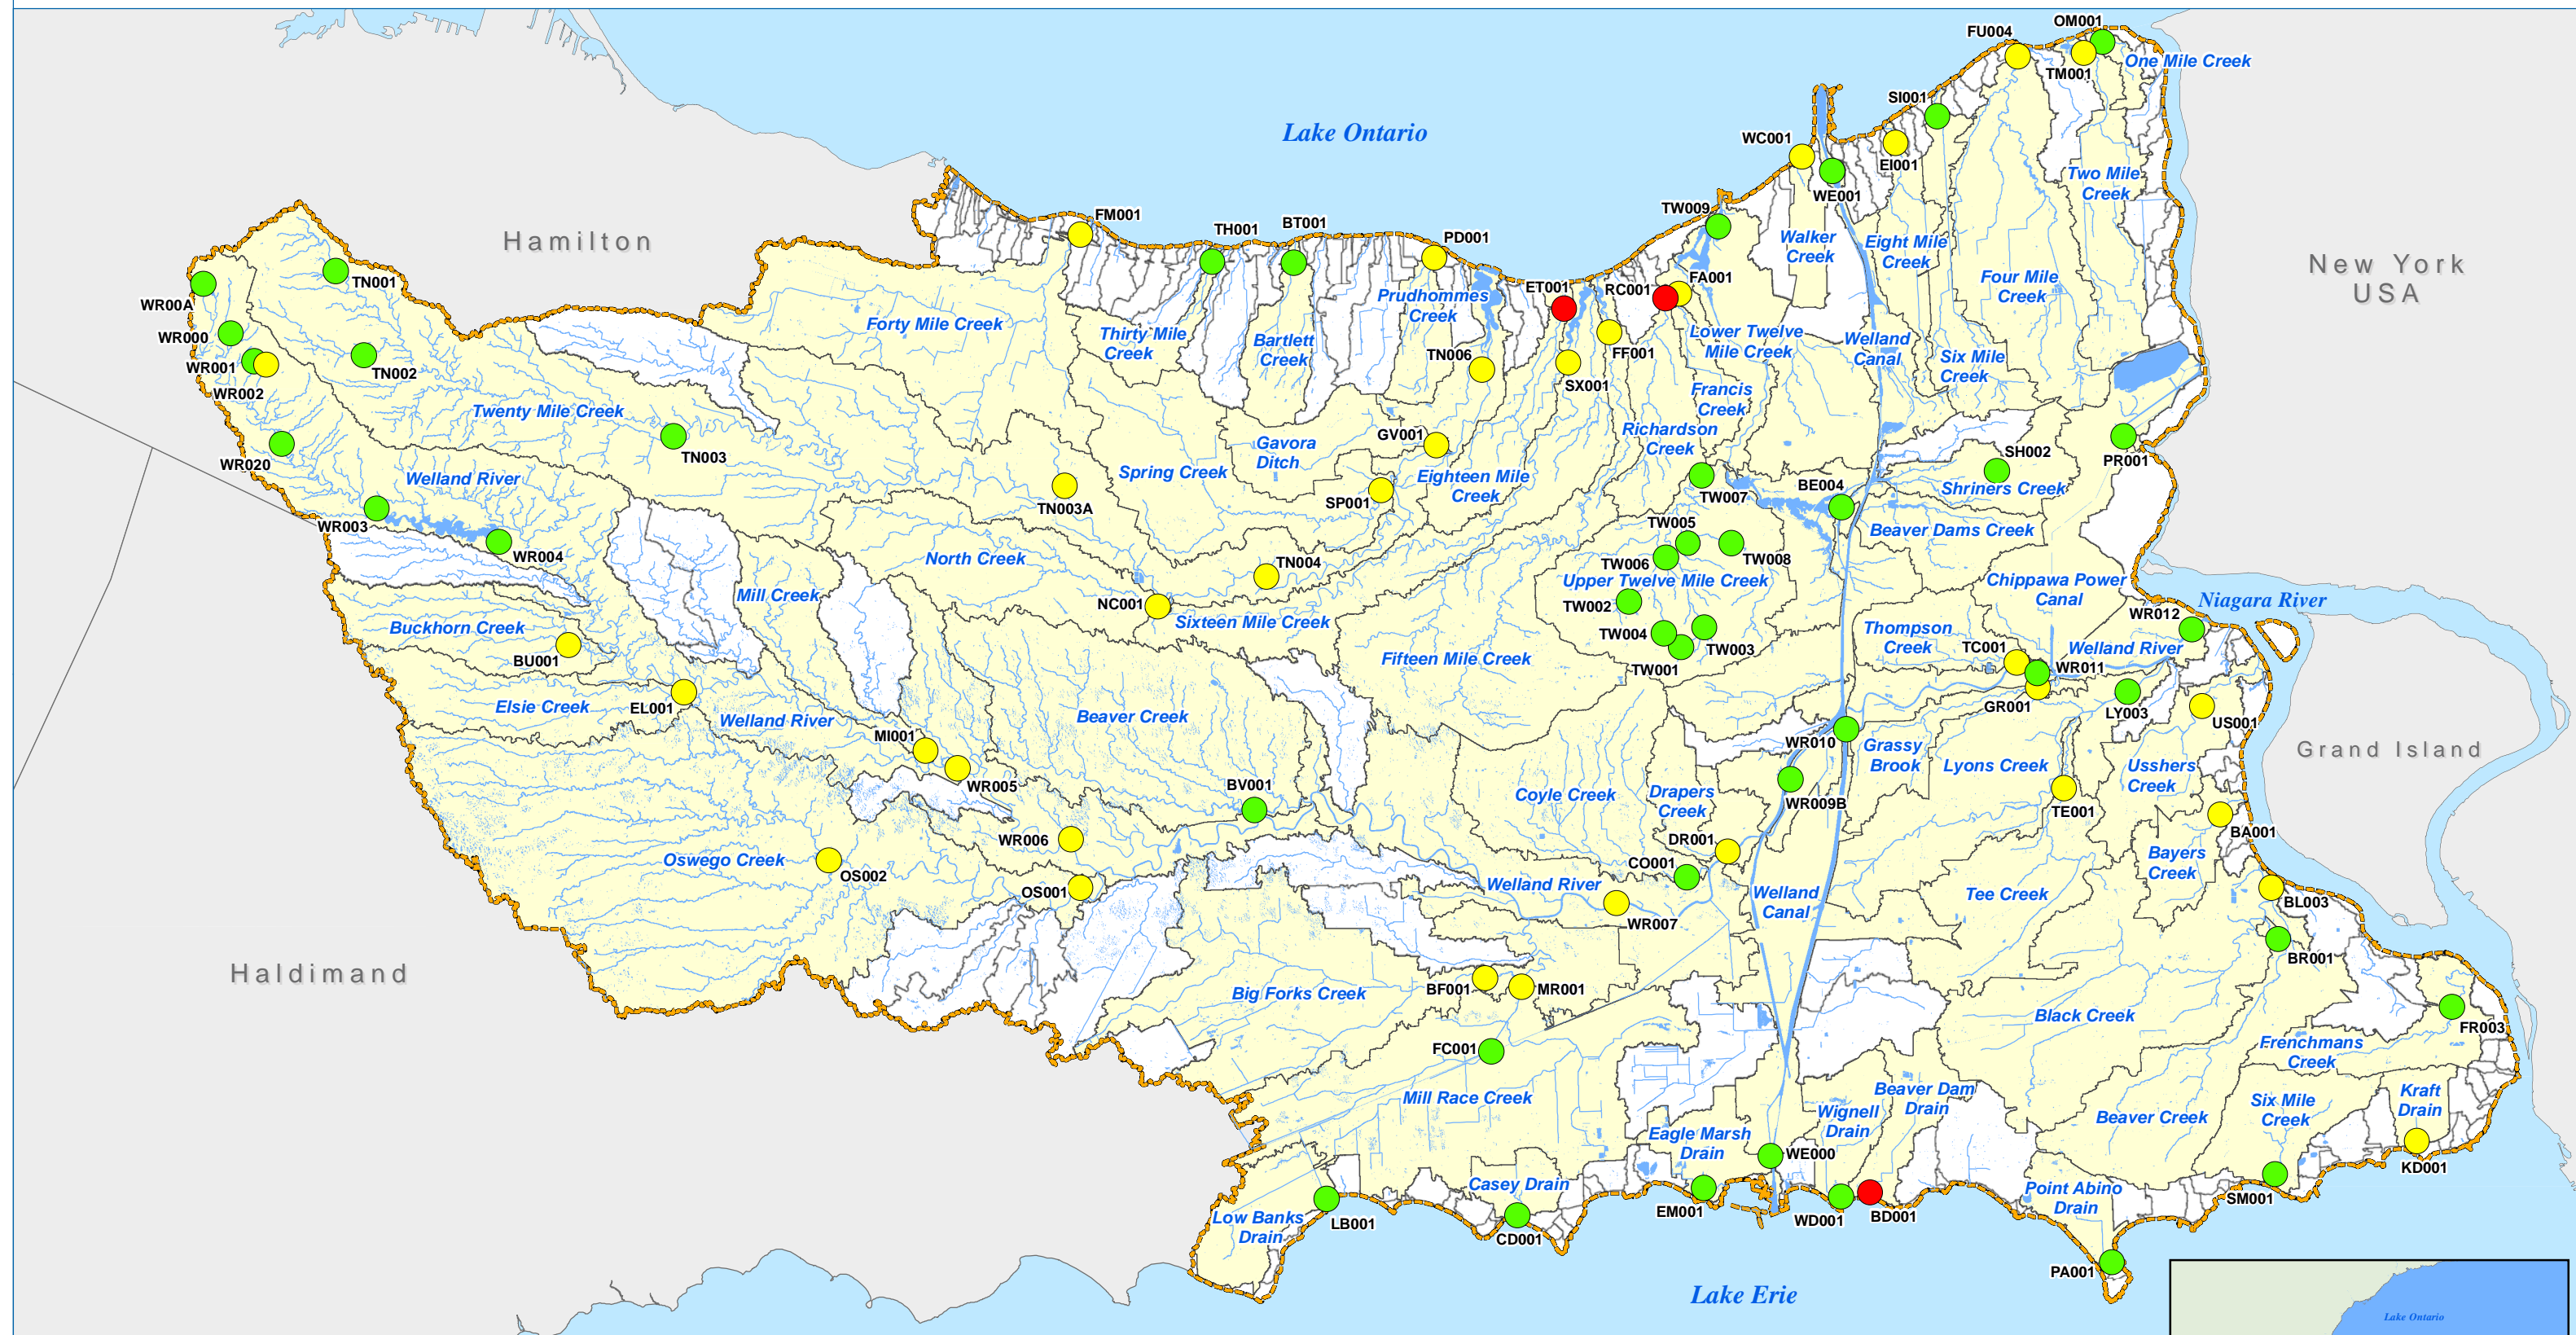 OM001
FU004
TM001
One Mile Creek
SI001
Lake Ontario
WC001
EI001
Two Mile
Creek
WE001
TW009
FM001
TH001
BT001
PD001
Hamilton
Walker
Creek
Eight Mile
Creek
New York
USA
TN001
WR00A
FA001
RC001
ET001
Four Mile
Creek
Prudhommes
Creek
Forty Mile Creek
Thirty Mile
Creek
Bartlett
Creek
Lower Twelve
Mile Creek
Welland
Canal
WR000
WR001
WR002
TN002
TN006
FF001
SX001
Six Mile
Creek
Francis
Creek
Twenty Mile Creek
Richardson
Creek
GV001
Gavora
Ditch
TN003
WR020
PR001
SH002
Shriners Creek
Welland River
Spring Creek
Eighteen Mile
Creek
BE004
TW007
SP001
TN003A
WR003
TW005
Beaver Dams Creek
WR004
North Creek
TW008
TW006
TN004
Upper Twelve Mile Creek
Chippawa Power
Canal
Mill Creek
NC001
TW002
Niagara River
WR012
Buckhorn Creek
Sixteen Mile Creek
TW004
Thompson
Creek
TC001
Welland River
BU001
Fifteen Mile Creek
TW003
TW001
WR011
Elsie Creek
EL001
GR001
LY003
US001
Welland River
Beaver Creek
MI001
WR010
Grassy
Brook
Lyons Creek
Usshers
Creek
Grand Island
WR005
BV001
Coyle Creek
Drapers
Creek
WR009B
TE001
BA001
WR006
DR001
Oswego Creek
OS002
CO001
Bayers
Creek
OS001
Welland River
Welland
Canal
Tee Creek
BL003
WR007
BR001
Haldimand
BF001
MR001
Big Forks Creek
Black Creek
FR003
FC001
Frenchmans
Creek
Mill Race Creek
Beaver Dam
Drain
Wignell
Drain
Beaver Creek
Six Mile
Creek
Kraft
Drain
Eagle Marsh
Drain
WE000
KD001
Casey Drain
Point Abino
Drain
SM001
Low Banks
Drain
LB001
CD001
EM001
WD001
BD001
PA001
Lake Erie
Lake Ontario